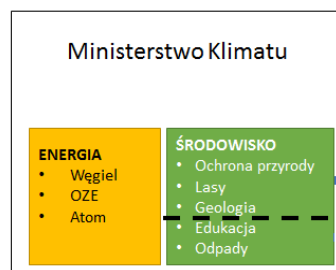 Ministerstwo Klimatu
ENERGIA
• Węgiel
• OZE
• Atom
ŚRODOWISKO
• Ochrona przyrody
• Lasy
• Geologia
• Edukacja
• Odpady